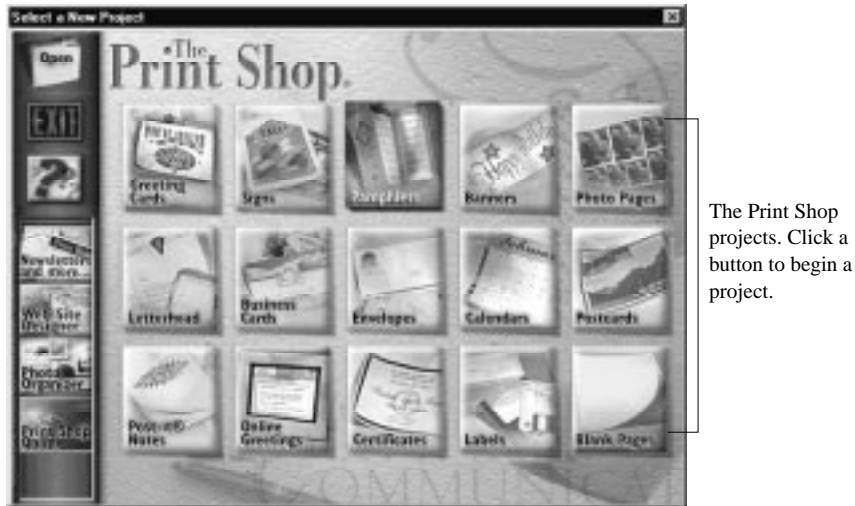 Select a New Project
Open
EXIT
?
Newsletters
and more...
Web Site
Designer
Photo
Organizer
Print Shop
The
Print Shop.
Greeting
Cards
Signs
Pamphlets
Banners
Photo Pages
Letterhead
Business
Cards
Envelopes
Calendars
Postcards
Post-it®
Notes
Online
Greetings
Certificates
Labels
Blank Pages
COMMUNICAT
The Print Shop
projects. Click a
button to begin a
project.